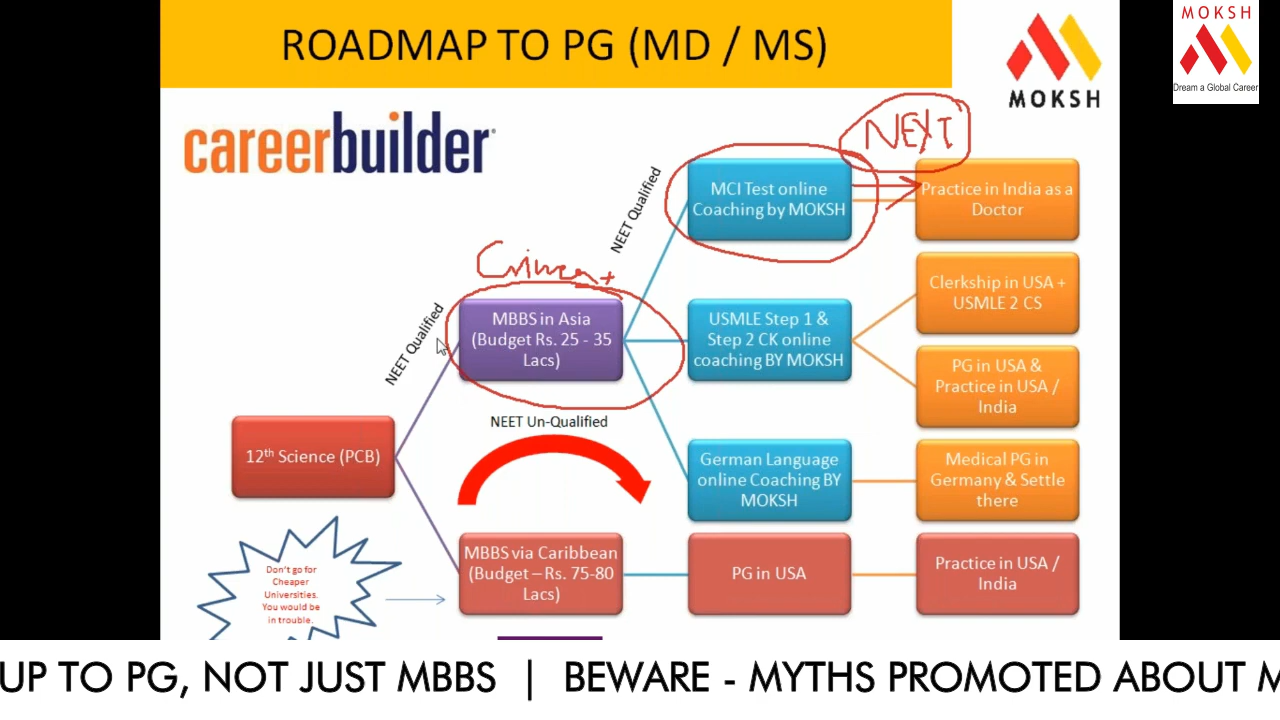 ROADMAP TO PG (MD / MS)
MOKSH
MOKSH
Dream a Global Career
careerbuilder
NEXT
NEET Qualified
MCI Test online
Coaching by MOKSH
Practice in India as a
Doctor
Crimea +
NEET Qualified
MBBS in Asia
(Budget Rs. 25 - 35
Lacs)
USMLE Step 1 &
Step 2 CK online
coaching BY MOKSH
Clerkship in USA +
USMLE 2 CS
PG in USA &
Practice in USA /
India
12th Science (PCB)
NEET Un-Qualified
German Language
online Coaching BY
MOKSH
Medical PG in
Germany & Settle
there
Don't go for
Cheaper
Universities.
You would be
in trouble.
MBBS via Caribbean
(Budget – Rs. 75-80
Lacs)
PG in USA
Practice in USA /
India
UP TO PG, NOT JUST MBBS | BEWARE - MYTHS PROMOTED ABOUT M